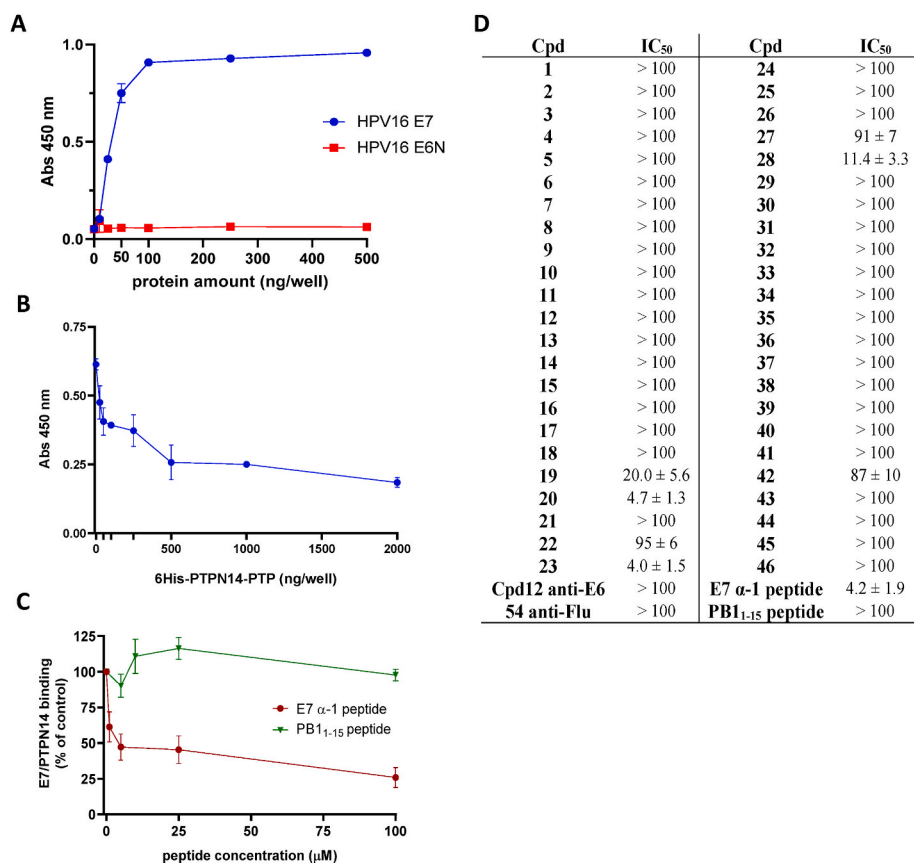 A
1.0
0.5
0.0
Abs 450 nm
HPV16 E7
HPV16 E6N
0 50 100 200 300 400 500
protein amount (ng/well)
B
0.75
0.50
0.25
0.00
Abs 450 nm
0 500 1000 1500 2000
6His-PTPN14-PTP (ng/well)
C
125
100
75
50
25
0
E7/PTPN14 binding
(% of control)
E7 α-1 peptide
PB1₁₋₁₅ peptide
0 25 50 75 100
peptide concentration (μM)
D
Cpd IC₅₀ Cpd IC₅₀
1 > 100 24 > 100
2 > 100 25 > 100
3 > 100 26 > 100
4 > 100 27 91 ± 7
5 > 100 28 11.4 ± 3.3
6 > 100 29 > 100
7 > 100 30 > 100
8 > 100 31 > 100
9 > 100 32 > 100
10 > 100 33 > 100
11 > 100 34 > 100
12 > 100 35 > 100
13 > 100 36 > 100
14 > 100 37 > 100
15 > 100 38 > 100
16 > 100 39 > 100
17 > 100 40 > 100
18 > 100 41 > 100
19 20.0 ± 5.6 42 87 ± 10
20 4.7 ± 1.3 43 > 100
21 > 100 44 > 100
22 95 ± 6 45 > 100
23 4.0 ± 1.5 46 > 100
Cpd12 anti-E6 > 100 E7 α-1 peptide 4.2 ± 1.9
54 anti-Flu > 100 PB1₁₋₁₅ peptide > 100